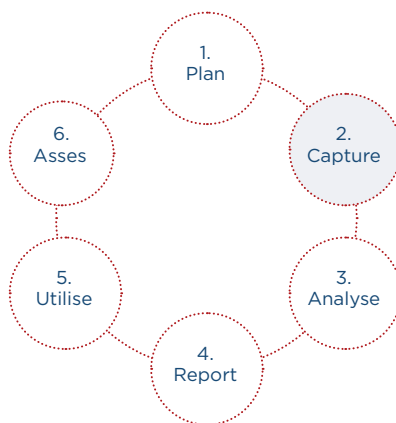 1.
Plan
2.
Capture
3.
Analyse
4.
Report
5.
Utilise
6.
Asses